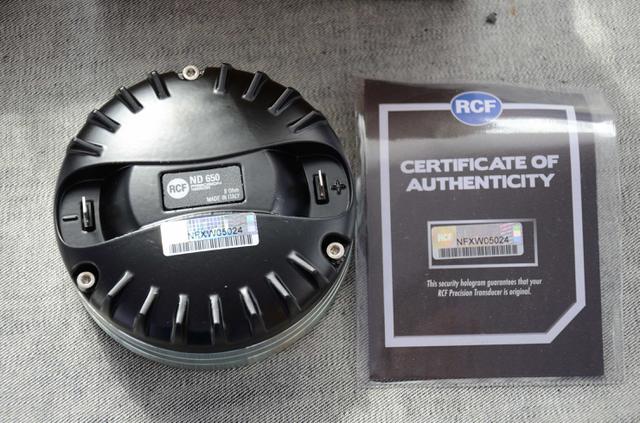 RCF
ND 650
PRECISION
8 Ohm
MADE IN ITALY
−
+
NFXW05024
RCF
CERTIFICATE OF
AUTHENTICITY
RCF
NFXW05024
This security hologram guarantees that your
RCF Precision Transducer is original.